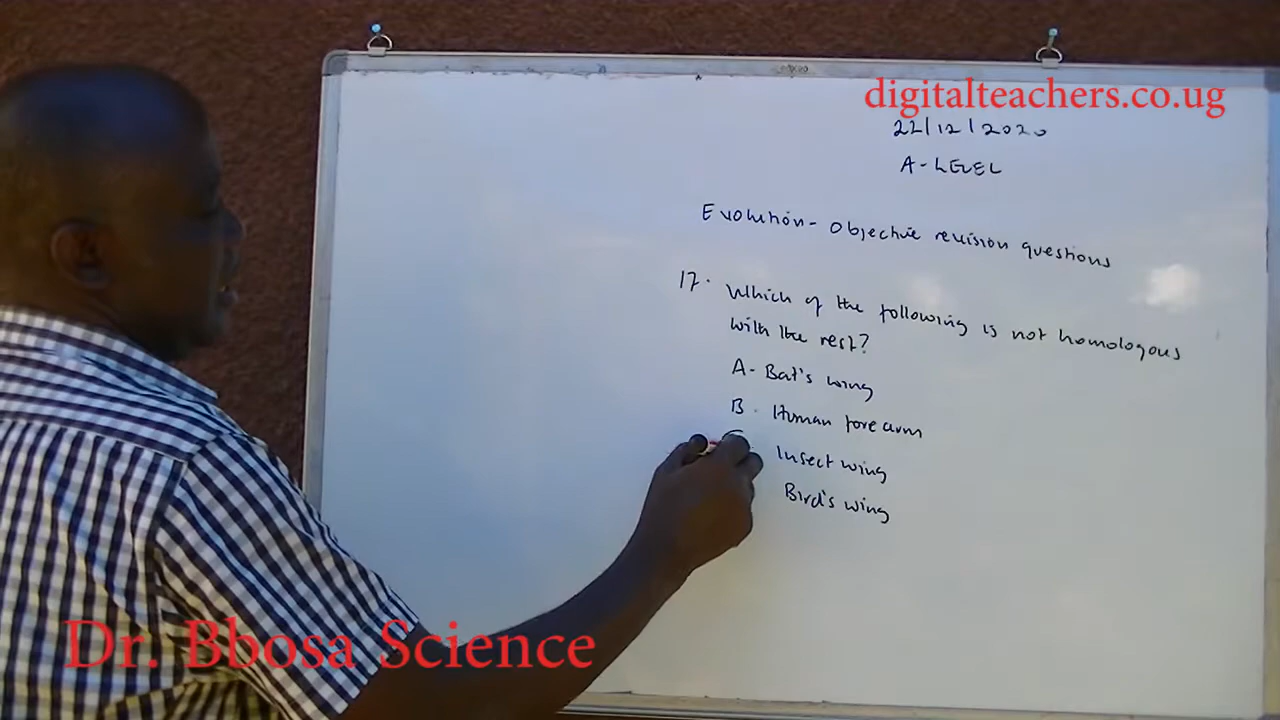 digitalteachers.co.ug
22/12/2020
A-LEVEL
Evolution- Objective revision questions
17. Which of the following is not homologous
with the rest?
A- Bat's wing
B. Human fore arm
Insect wing
Bird's wing
Dr. Bbosa Science